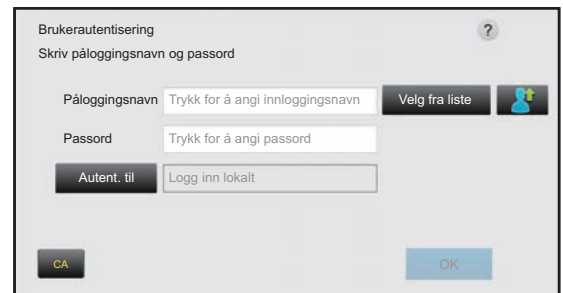 Brukerautentisering
?
Skriv påloggingsnavn og passord
Påloggingsnavn Trykk for å angi innloggingsnavn Velg fra liste
Passord Trykk for å angi passord
Autent. til Logg inn lokalt
CA OK